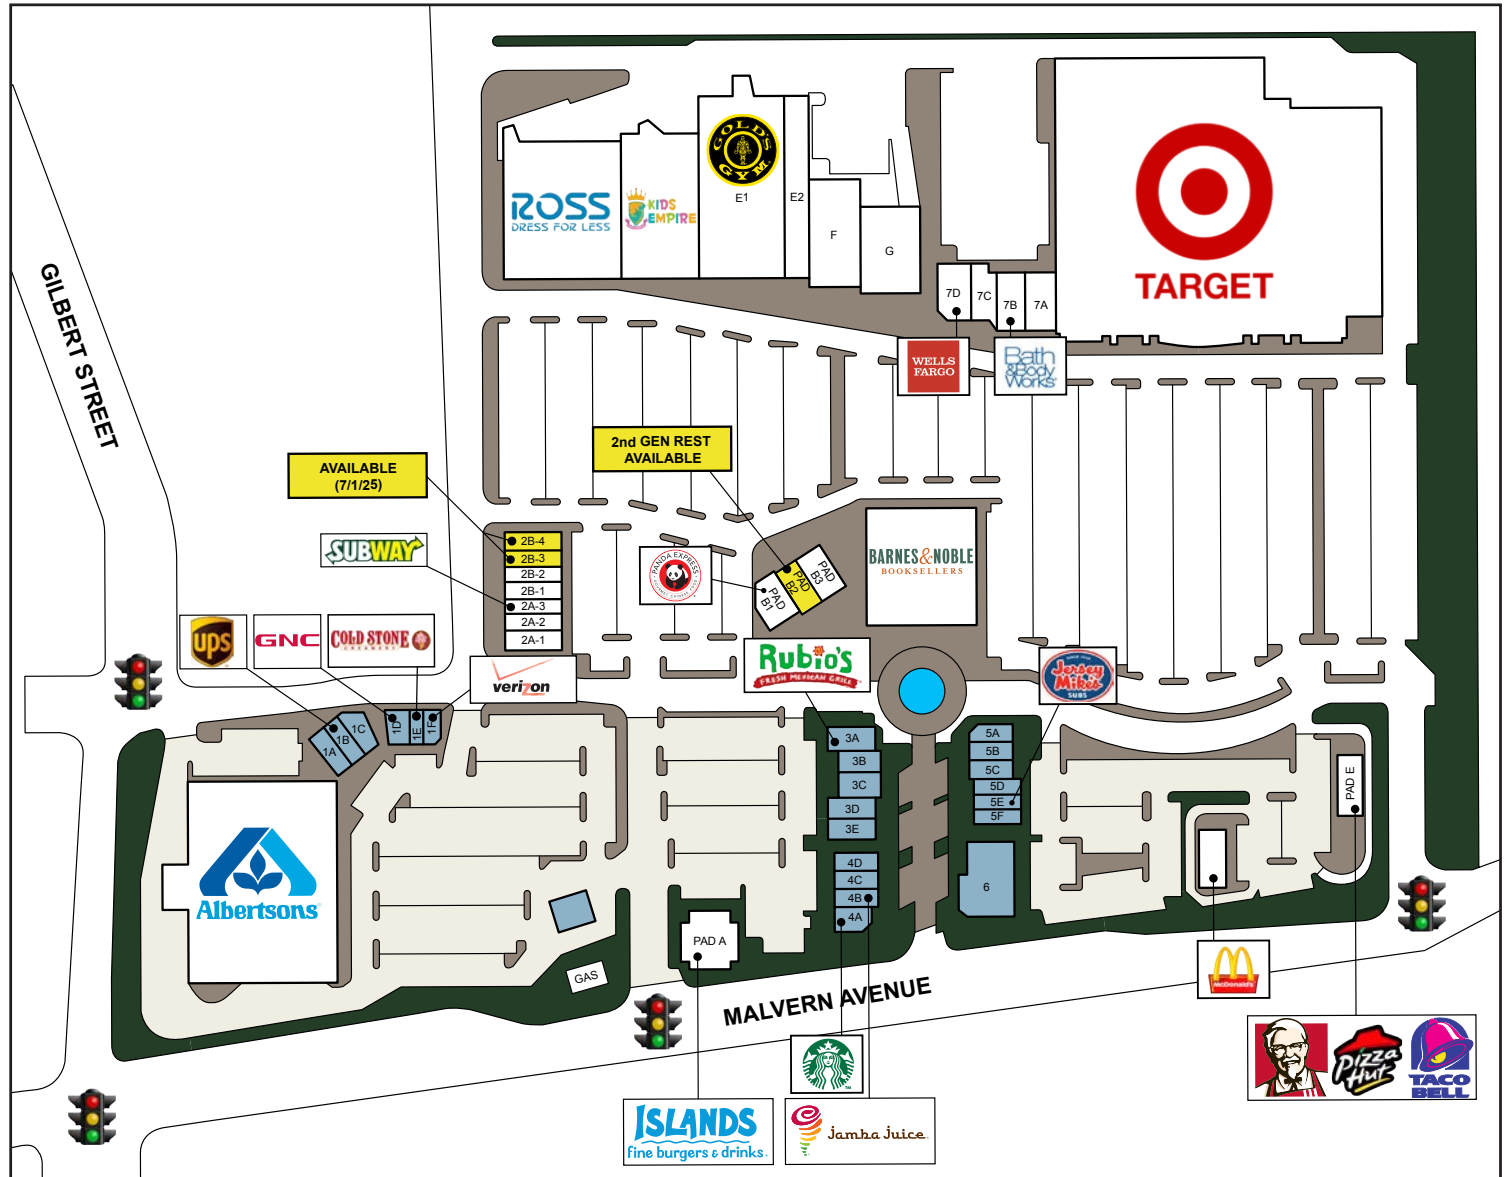 GOLD'S GYM
E1
E2
ROSS
DRESS FOR LESS
KIDS
EMPIRE
F
G
TARGET
7D
7C
7B
7A
WELLS
FARGO
Bath
&Body
Works
GILBERT STREET
2nd GEN REST
AVAILABLE
AVAILABLE
(7/1/25)
SUBWAY
2B-4
2B-3
2B-2
2B-1
2A-3
2A-2
2A-1
PANDA EXPRESS
PAD
B1
PAD
B2
PAD
B3
BARNES&NOBLE
BOOKSELLERS
ups
GNC
COLD STONE
CREAMERY
verizon
Rubio's
FRESH MEXICAN GRILL
Jersey
Mike's
SUBS
1A
1B
1C
1D
1E
1F
3A
3B
3C
3D
3E
4D
4C
4B
4A
5A
5B
5C
5D
5E
5F
6
PAD E
Albertsons
PAD A
GAS
MALVERN AVENUE
McDonald's
Pizza
Hut
TACO
BELL
ISLANDS
fine burgers & drinks.
jamba juice